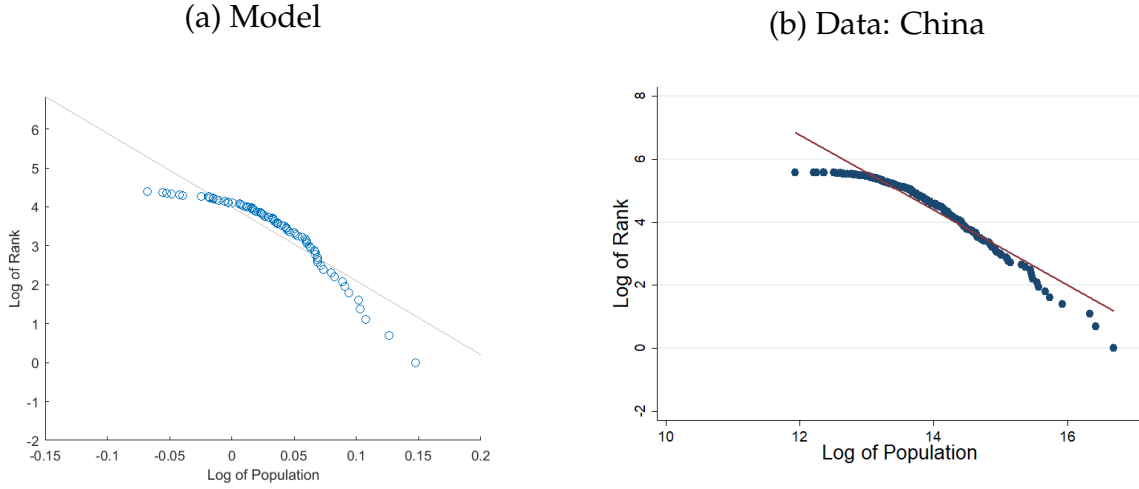 (a) Model
(b) Data: China
6
5
4
3
2
1
0
-1
-2
Log of Rank
-0.15 -0.1 -0.05 0 0.05 0.1 0.15 0.2
Log of Population
8
6
4
2
0
-2
Log of Rank
10 12 14 16
Log of Population